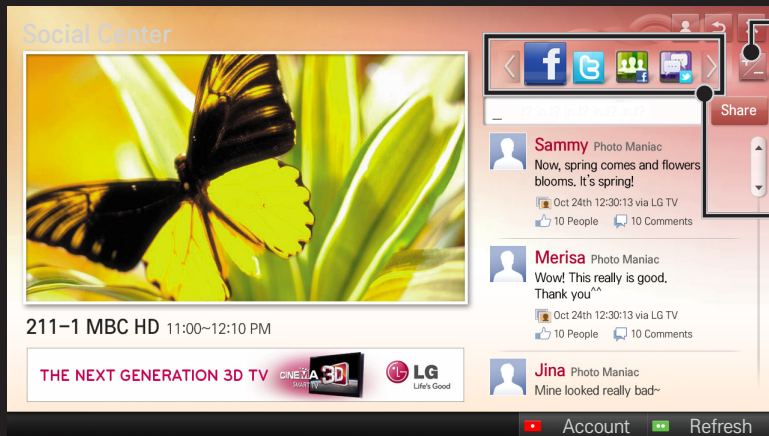 Social Center
Share
Sammy Photo Maniac
Now, spring comes and flowers
blooms. It's spring!
Oct 24th 12:30:13 via LG TV
10 People 10 Comments
Merisa Photo Maniac
Wow! This really is good.
Thank you^^
Oct 24th 12:30:13 via LG TV
10 People 10 Comments
Jina Photo Maniac
Mine looked really bad~
211-1 MBC HD 11:00~12:10 PM
THE NEXT GENERATION 3D TV CINEMA 3D SMART TV LG Life's Good
Account Refresh